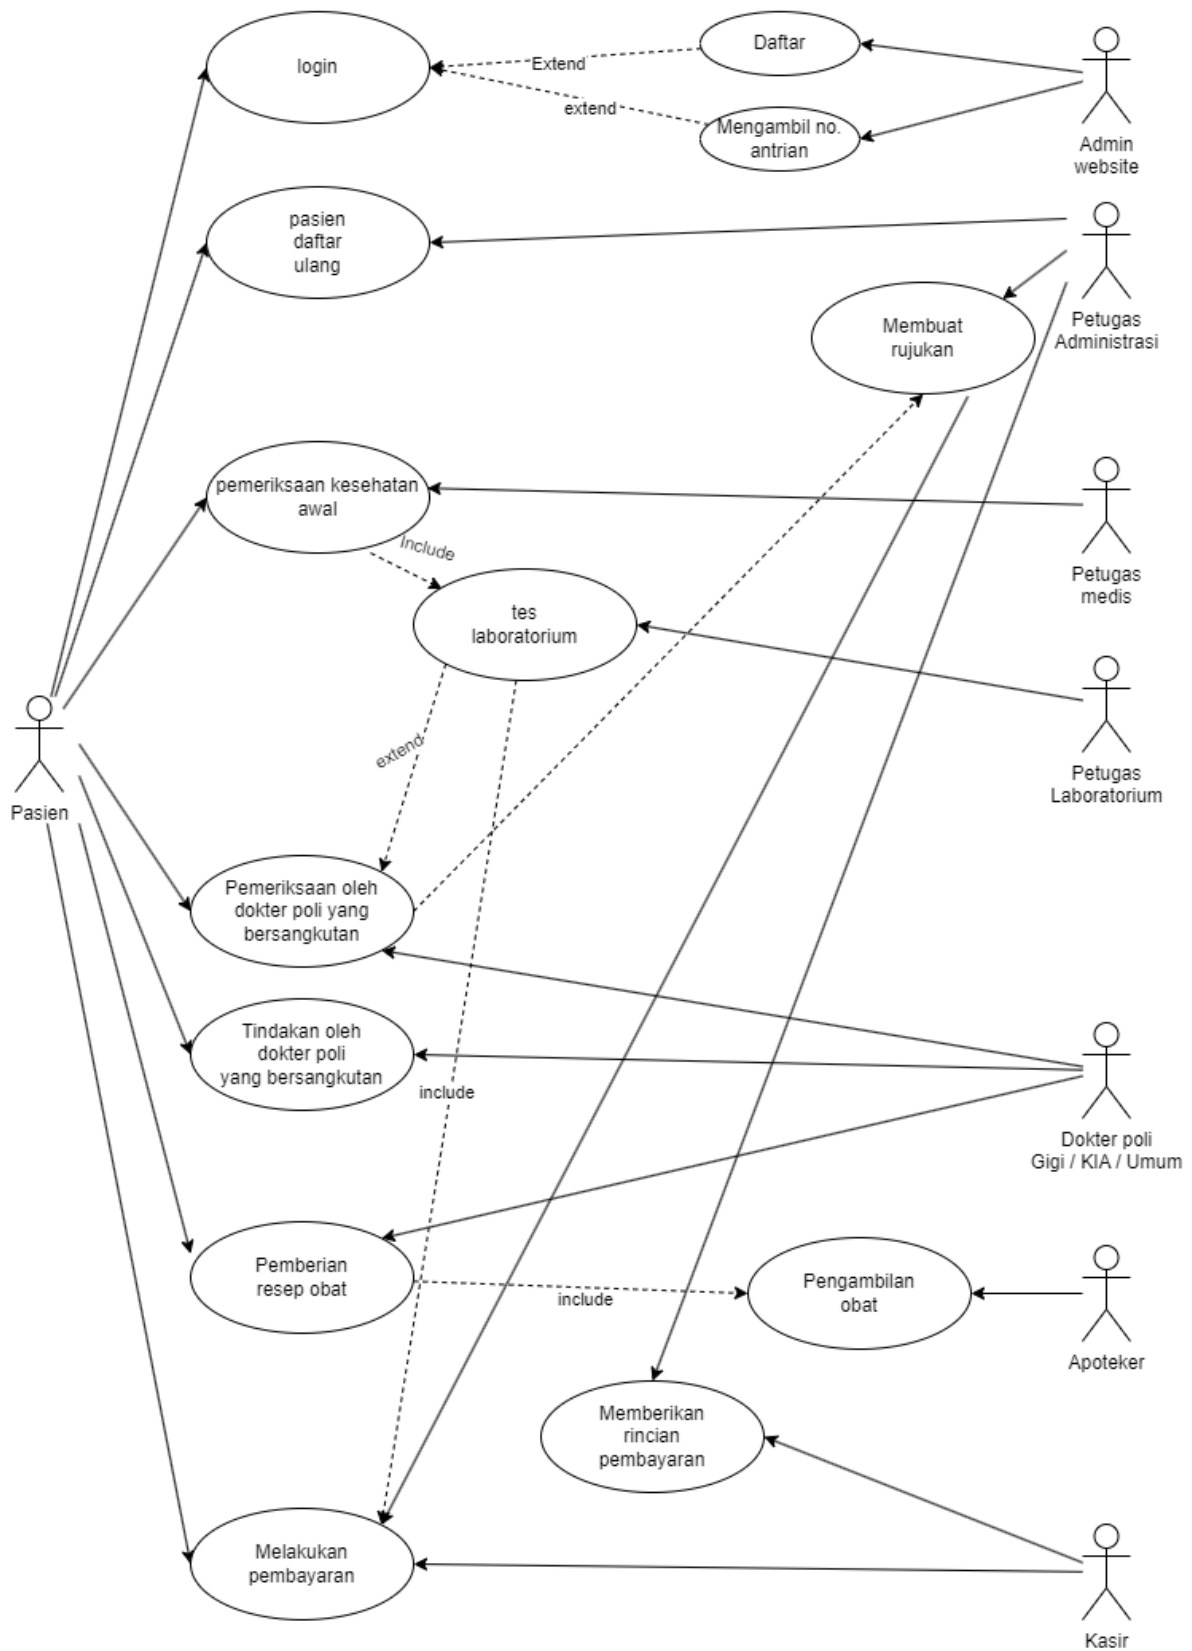 login
Extend
Daftar
extend
Mengambil no.
antrian
Admin
website
pasien
daftar
ulang
Membuat
rujukan
Petugas
Administrasi
pemeriksaan kesehatan
awal
Include
Petugas
medis
tes
laboratorium
extend
Petugas
Laboratorium
Pasien
Pemeriksaan oleh
dokter poli yang
bersangkutan
Tindakan oleh
dokter poli
yang bersangkutan
include
Dokter poli
Gigi / KIA / Umum
Pemberian
resep obat
include
Pengambilan
obat
Apoteker
Memberikan
rincian
pembayaran
Melakukan
pembayaran
Kasir